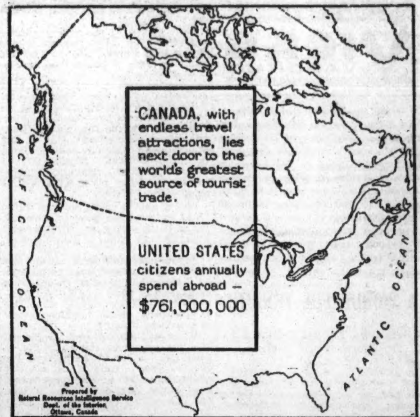 CANADA, with
endless travel
attractions, lies
next door to the
world's greatest
source of tourist
trade.
UNITED STATES
citizens annually
spend abroad —
$761,000,000
PACIFIC OCEAN
ATLANTIC OCEAN
Prepared by
Natural Resources Intelligence Service
Dept. of the Interior,
Ottawa, Canada